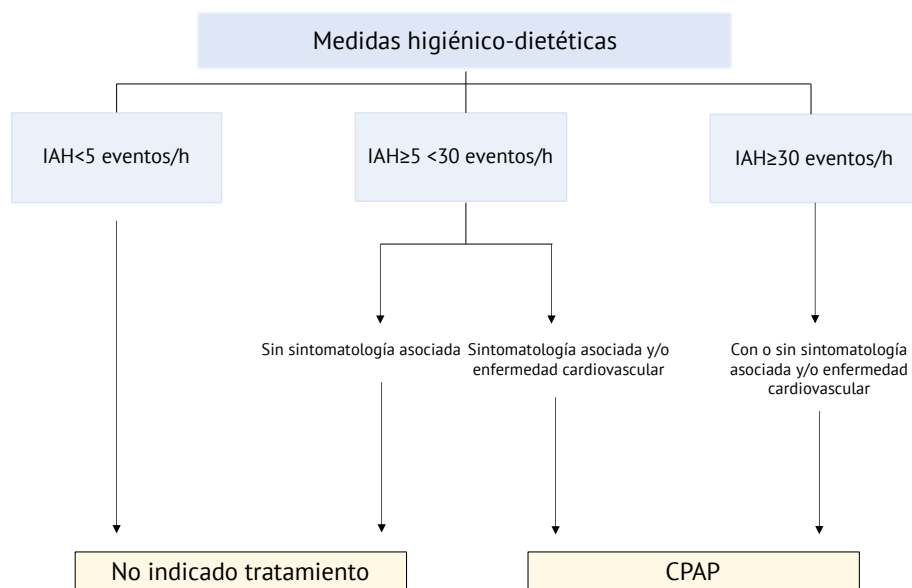 Medidas higiénico-dietéticas
IAH<5 eventos/h
IAH≥5 <30 eventos/h
IAH≥30 eventos/h
Sin sintomatología asociada
Sintomatología asociada y/o
enfermedad cardiovascular
Con o sin sintomatología
asociada y/o enfermedad
cardiovascular
No indicado tratamiento
CPAP